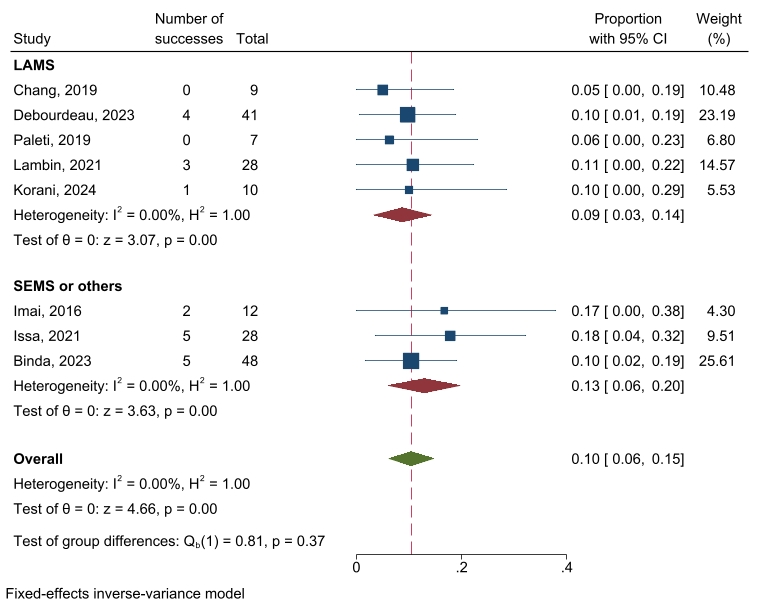 Number of Proportion Weight
Study successes Total with 95% CI (%)
LAMS
Chang, 2019 0 9 0.05 [ 0.00, 0.19] 10.48
Debourdeau, 2023 4 41 0.10 [ 0.01, 0.19] 23.19
Paleti, 2019 0 7 0.06 [ 0.00, 0.23] 6.80
Lambin, 2021 3 28 0.11 [ 0.00, 0.22] 14.57
Korani, 2024 1 10 0.10 [ 0.00, 0.29] 5.53
Heterogeneity: I² = 0.00%, H² = 1.00 0.09 [ 0.03, 0.14]
Test of θ = 0: z = 3.07, p = 0.00
SEMS or others
Imai, 2016 2 12 0.17 [ 0.00, 0.38] 4.30
Issa, 2021 5 28 0.18 [ 0.04, 0.32] 9.51
Binda, 2023 5 48 0.10 [ 0.02, 0.19] 25.61
Heterogeneity: I² = 0.00%, H² = 1.00 0.13 [ 0.06, 0.20]
Test of θ = 0: z = 3.63, p = 0.00
Overall 0.10 [ 0.06, 0.15]
Heterogeneity: I² = 0.00%, H² = 1.00
Test of θ = 0: z = 4.66, p = 0.00
Test of group differences: Q_b(1) = 0.81, p = 0.37
0 .2 .4
Fixed-effects inverse-variance model